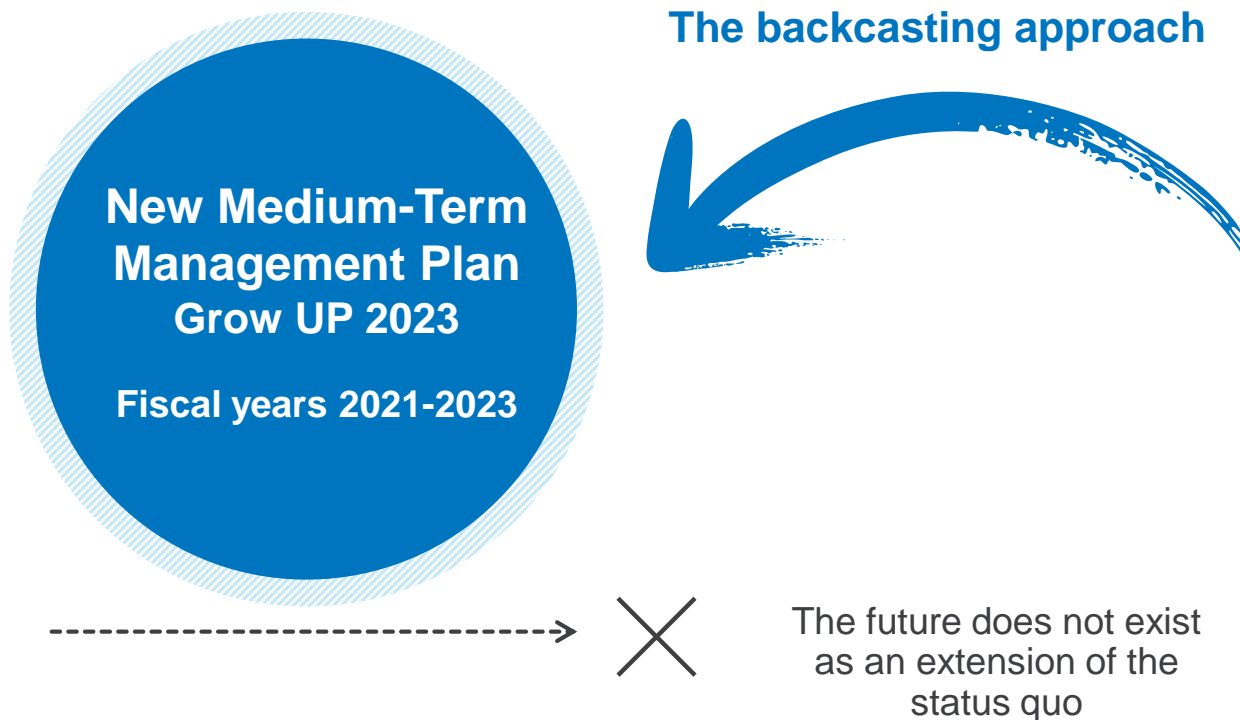 The backcasting approach
New Medium-Term
Management Plan
Grow UP 2023
Fiscal years 2021-2023
The future does not exist
as an extension of the
status quo